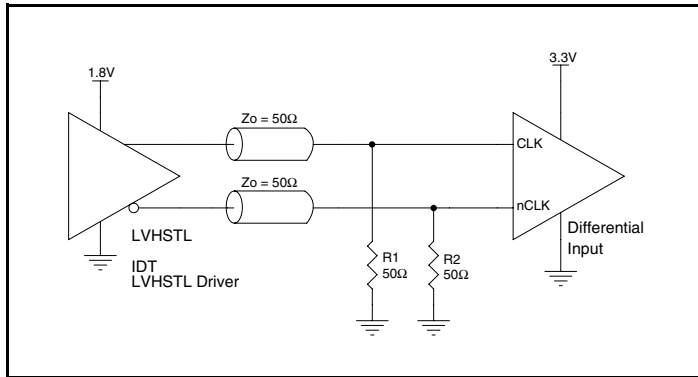 1.8V
3.3V
Zo = 50Ω
CLK
Zo = 50Ω
nCLK
LVHSTL
IDT
LVHSTL Driver
R1
50Ω
R2
50Ω
Differential
Input